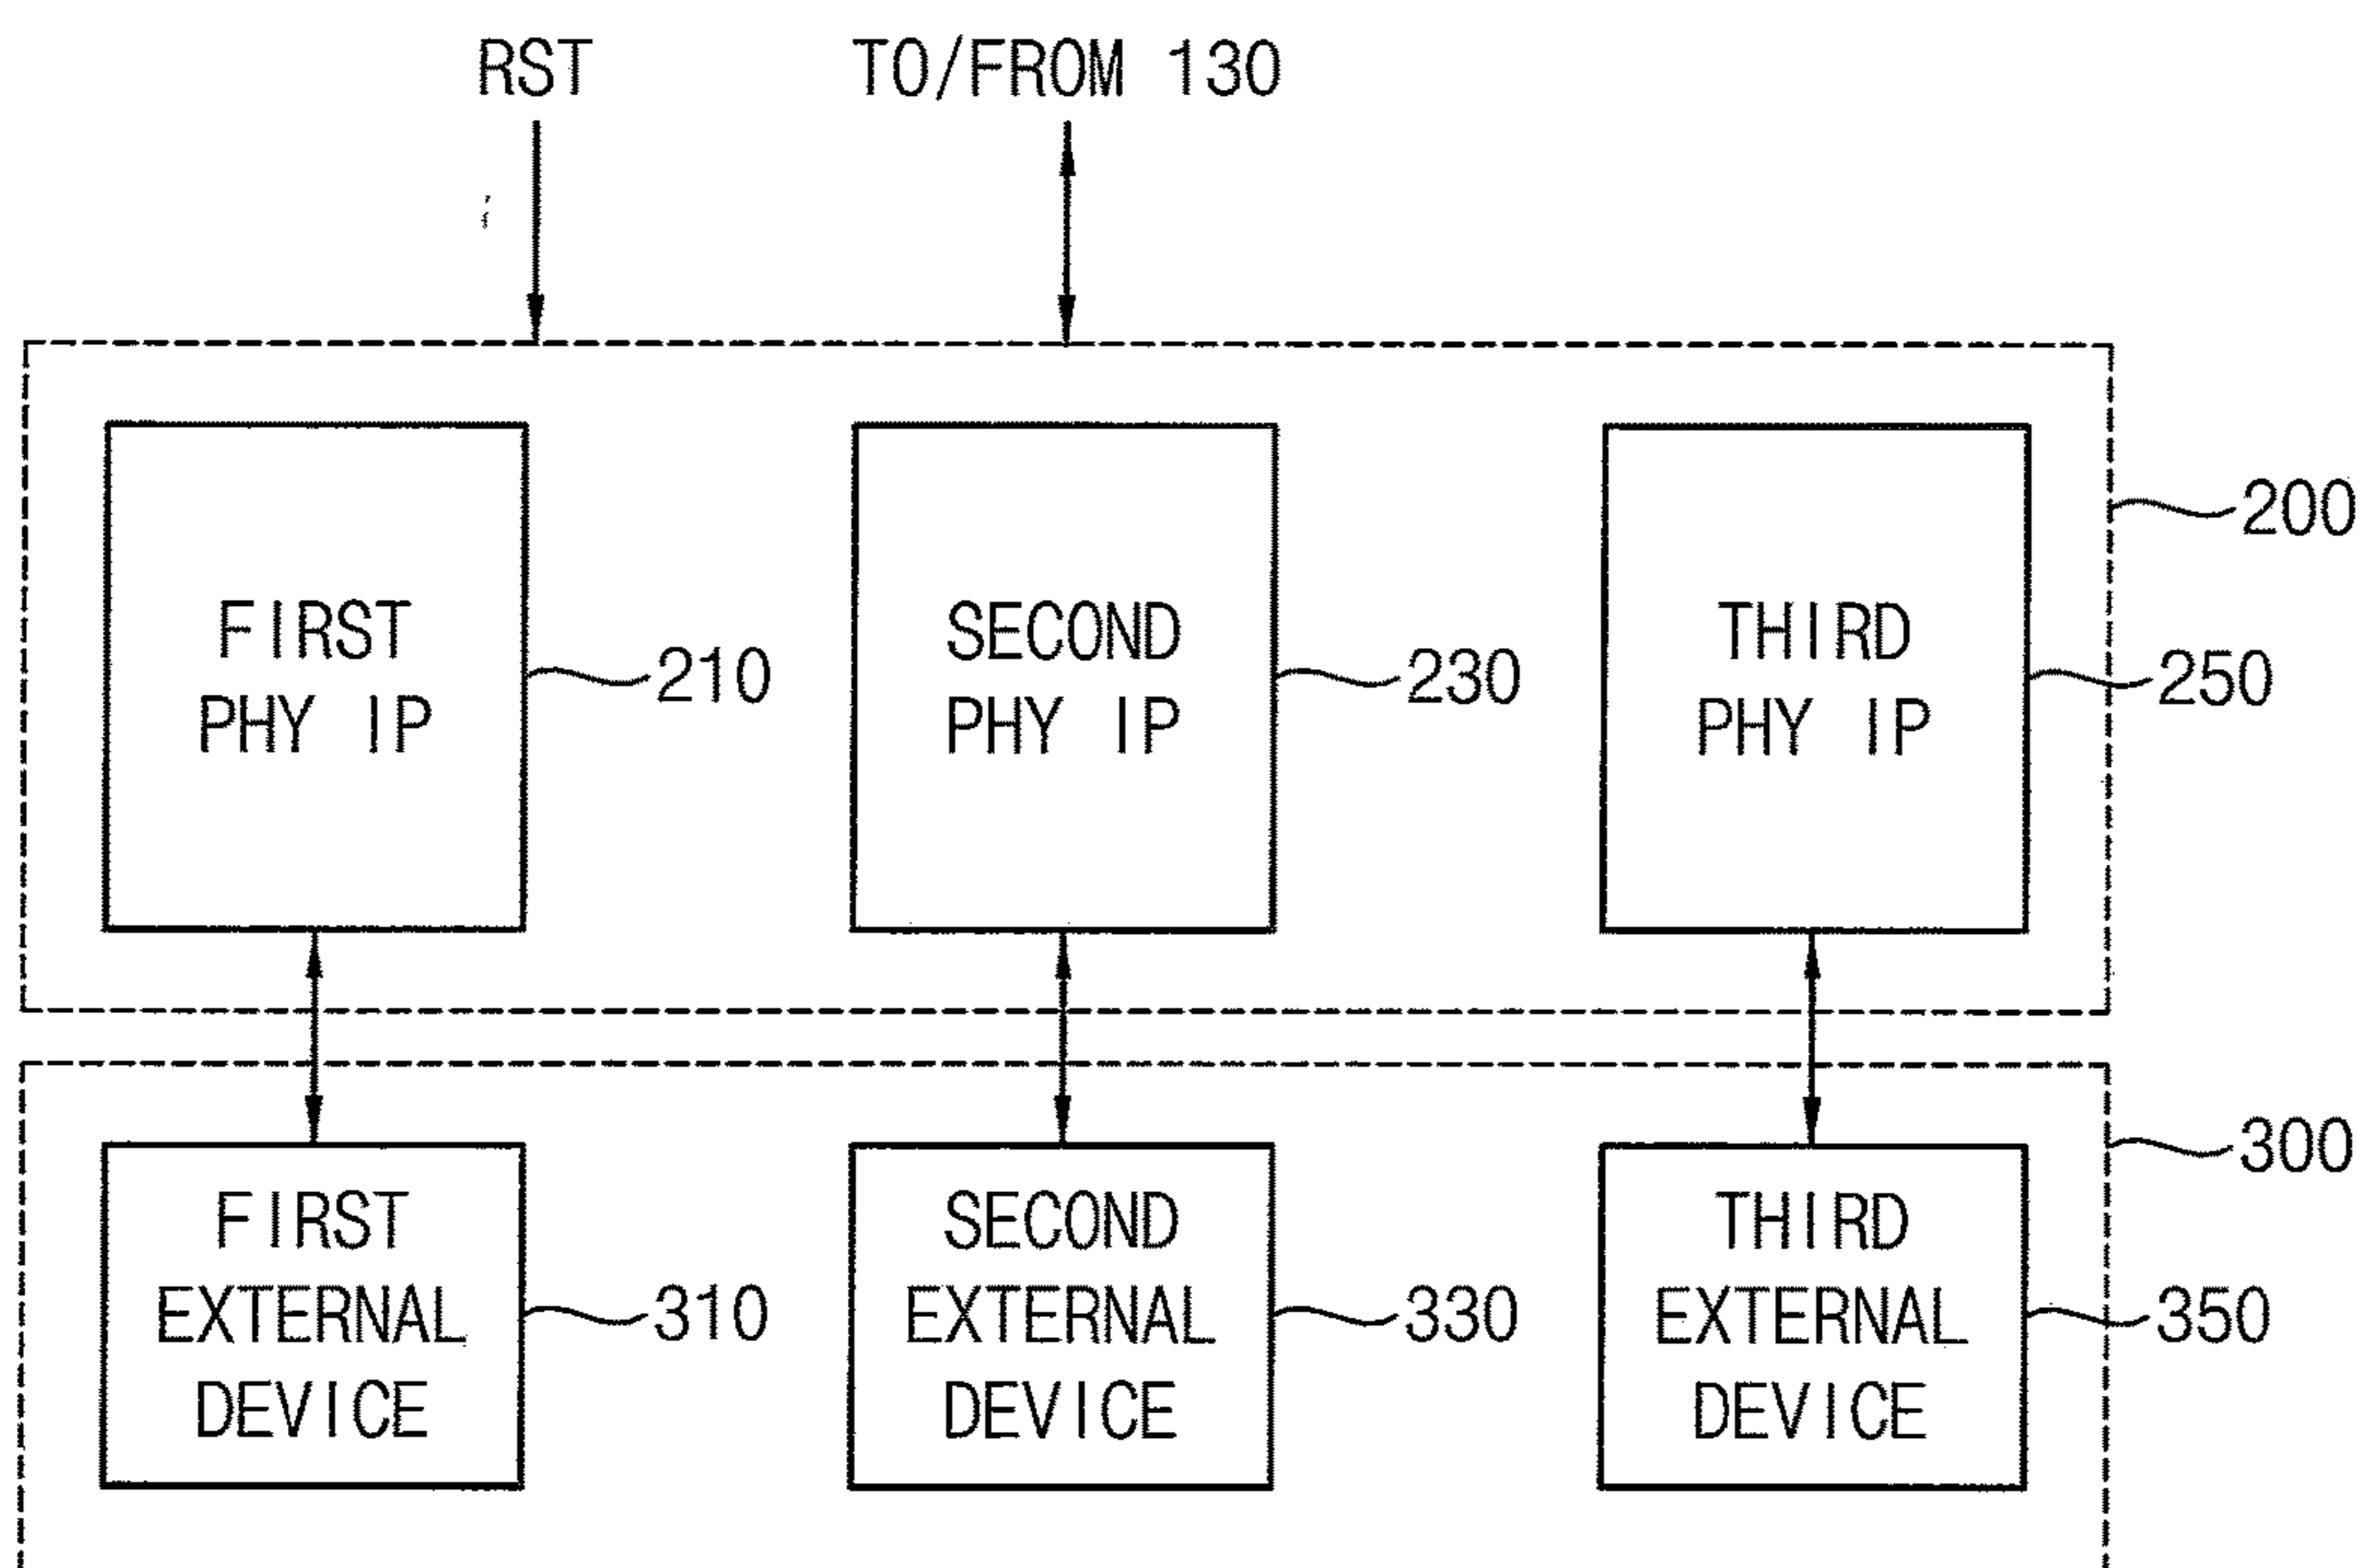 RST
TO/FROM 130
200
FIRST
PHY IP
210
SECOND
PHY IP
230
THIRD
PHY IP
250
300
FIRST
EXTERNAL
DEVICE
310
SECOND
EXTERNAL
DEVICE
330
THIRD
EXTERNAL
DEVICE
350